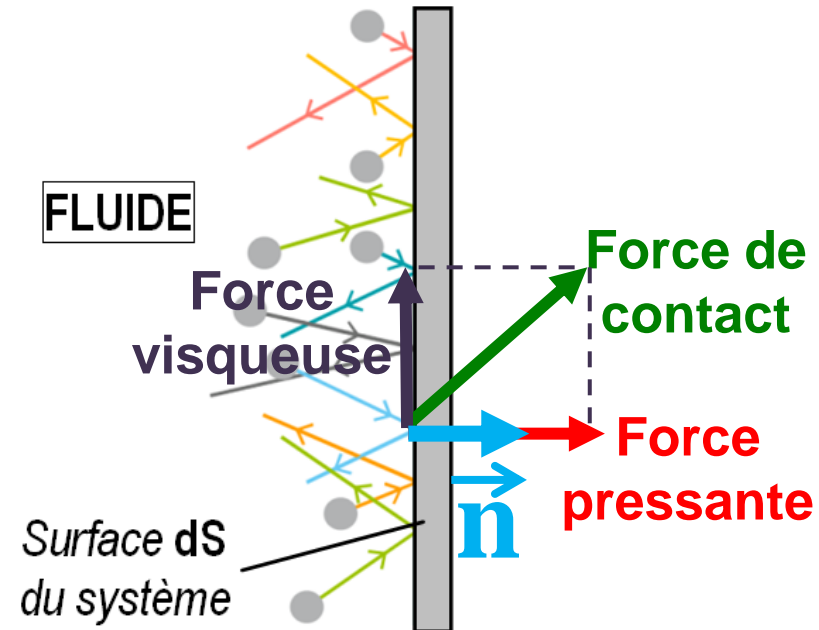 FLUIDE
Force
visqueuse
Force de
contact
Force
pressante
n
Surface dS
du système